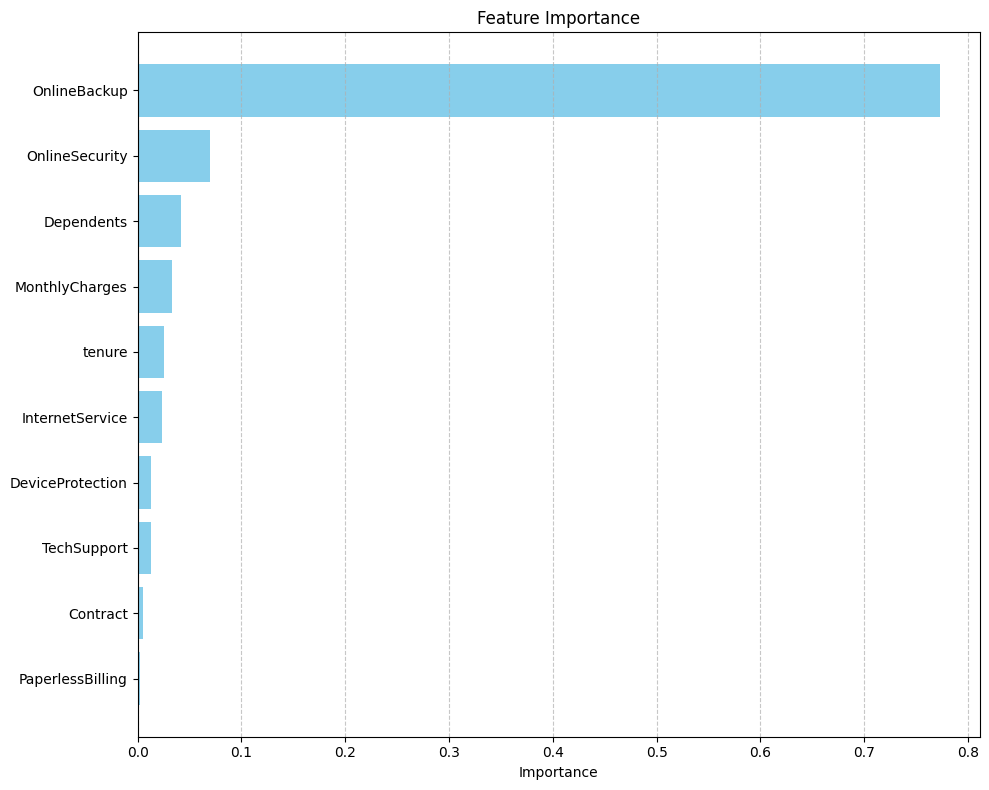 Feature Importance
OnlineBackup
OnlineSecurity
Dependents
MonthlyCharges
tenure
InternetService
DeviceProtection
TechSupport
Contract
PaperlessBilling
0.0 0.1 0.2 0.3 0.4 0.5 0.6 0.7 0.8
Importance